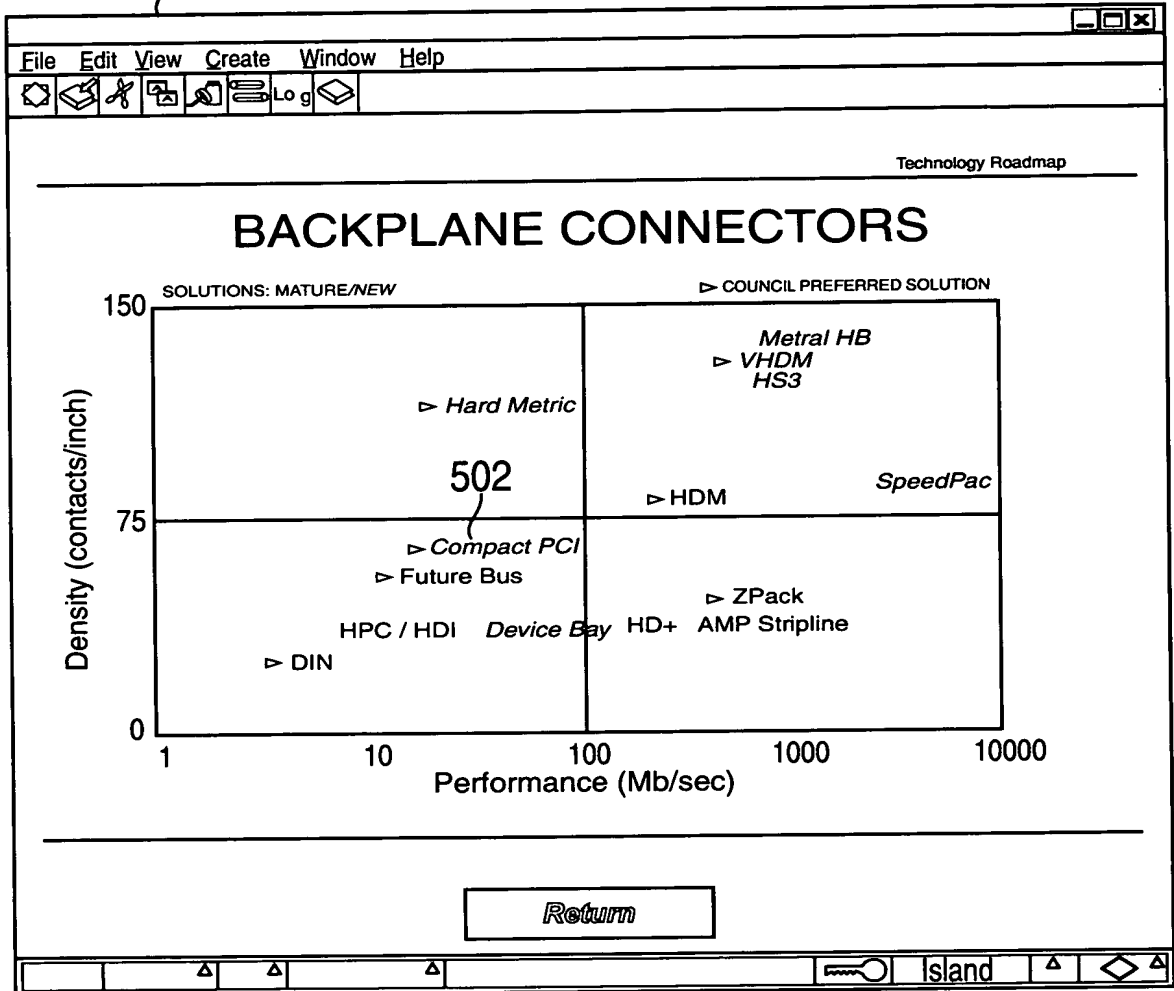 File Edit View Create Window Help
Log
Technology Roadmap
BACKPLANE CONNECTORS
SOLUTIONS: MATURE/NEW
▷ COUNCIL PREFERRED SOLUTION
150
Metral HB
▷ VHDM
HS3
▷ Hard Metric
502
SpeedPac
▷ HDM
75
▷ Compact PCI
▷ Future Bus
▷ ZPack
HPC / HDI Device Bay HD+ AMP Stripline
▷ DIN
0
Density (contacts/inch)
1 10 100 1000 10000
Performance (Mb/sec)
Return
Island